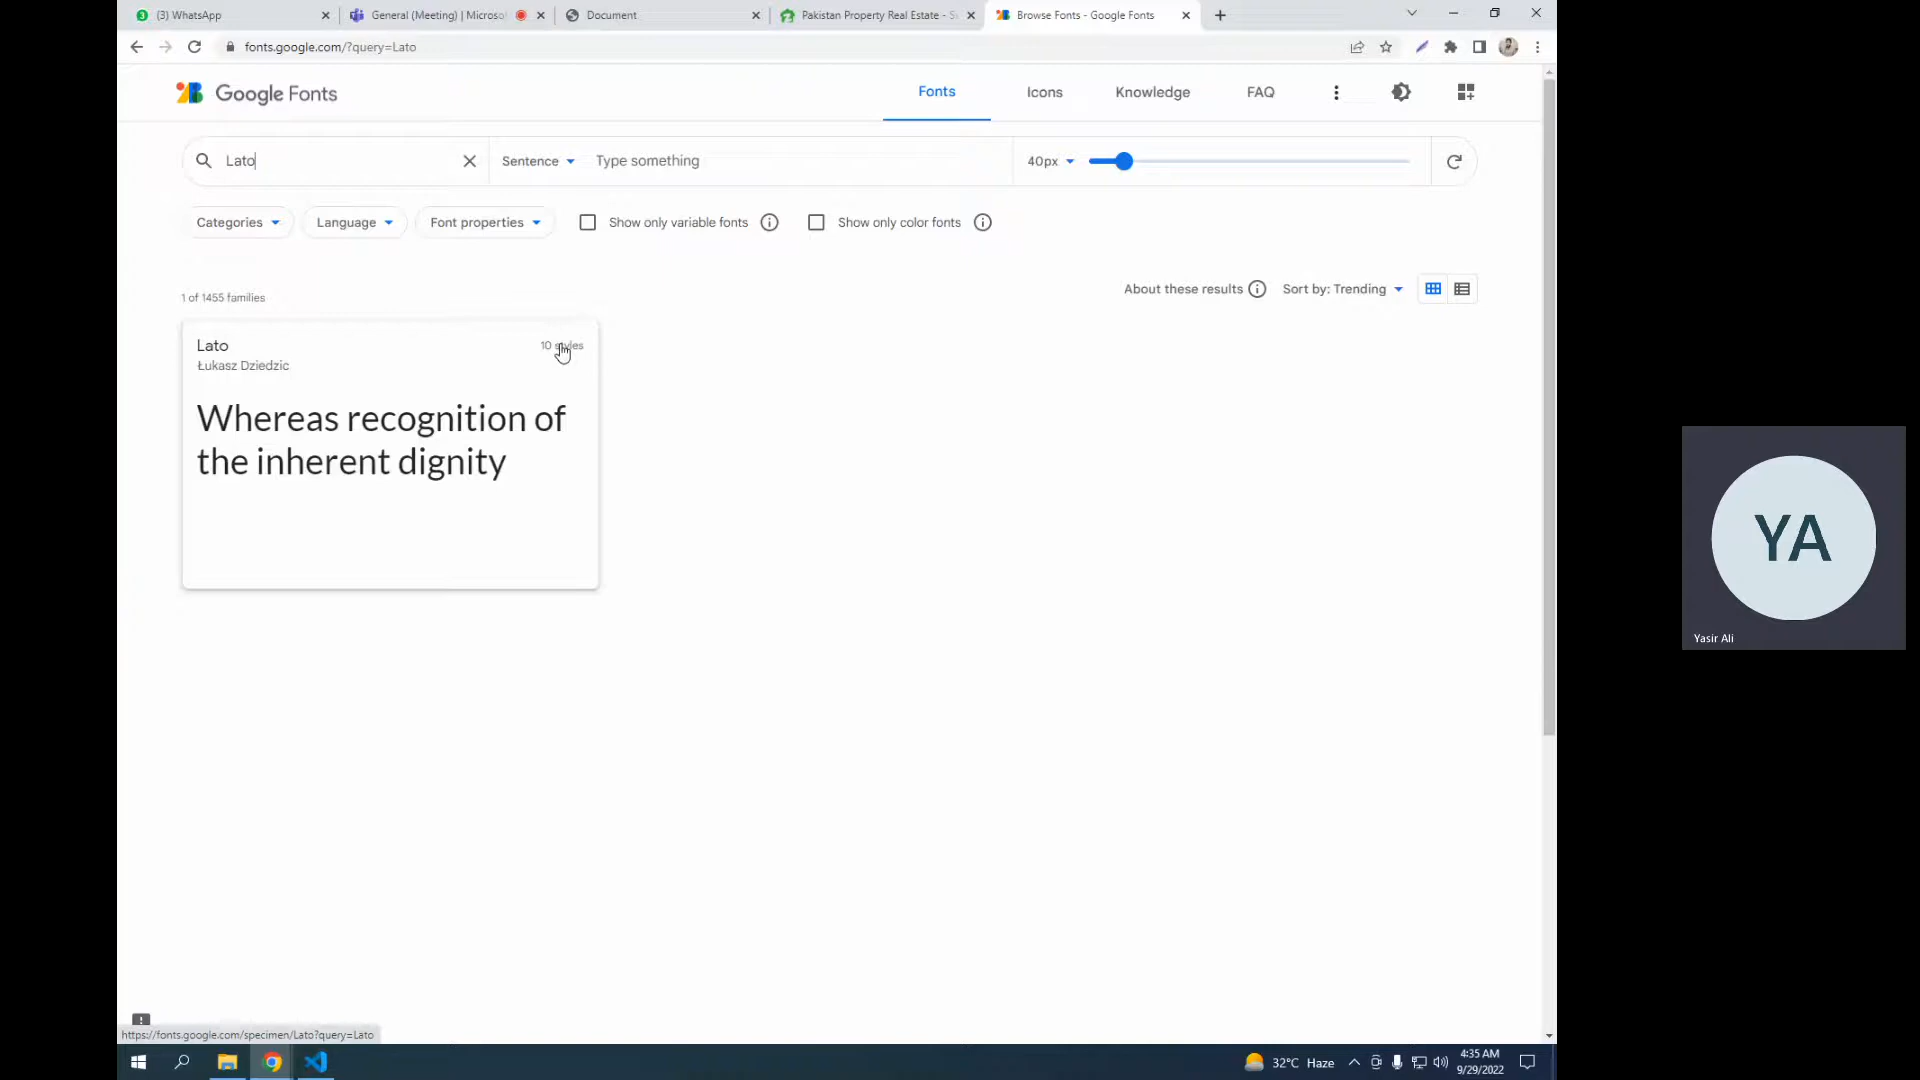 (3) WhatsApp
General (Meeting) | Microso
Document
Pakistan Property Real Estate - S
Browse Fonts - Google Fonts
fonts.google.com/?query=Lato
Google Fonts
Fonts
Icons
Knowledge
FAQ
Lato
Sentence
Type something
40px
Categories
Language
Font properties
Show only variable fonts
Show only color fonts
1 of 1455 families
About these results
Sort by: Trending
Lato
10 styles
Łukasz Dziedzic
Whereas recognition of
the inherent dignity
YA
Yasir Ali
https://fonts.google.com/specimen/Lato?query=Lato
32°C Haze
4:35 AM
9/29/2022